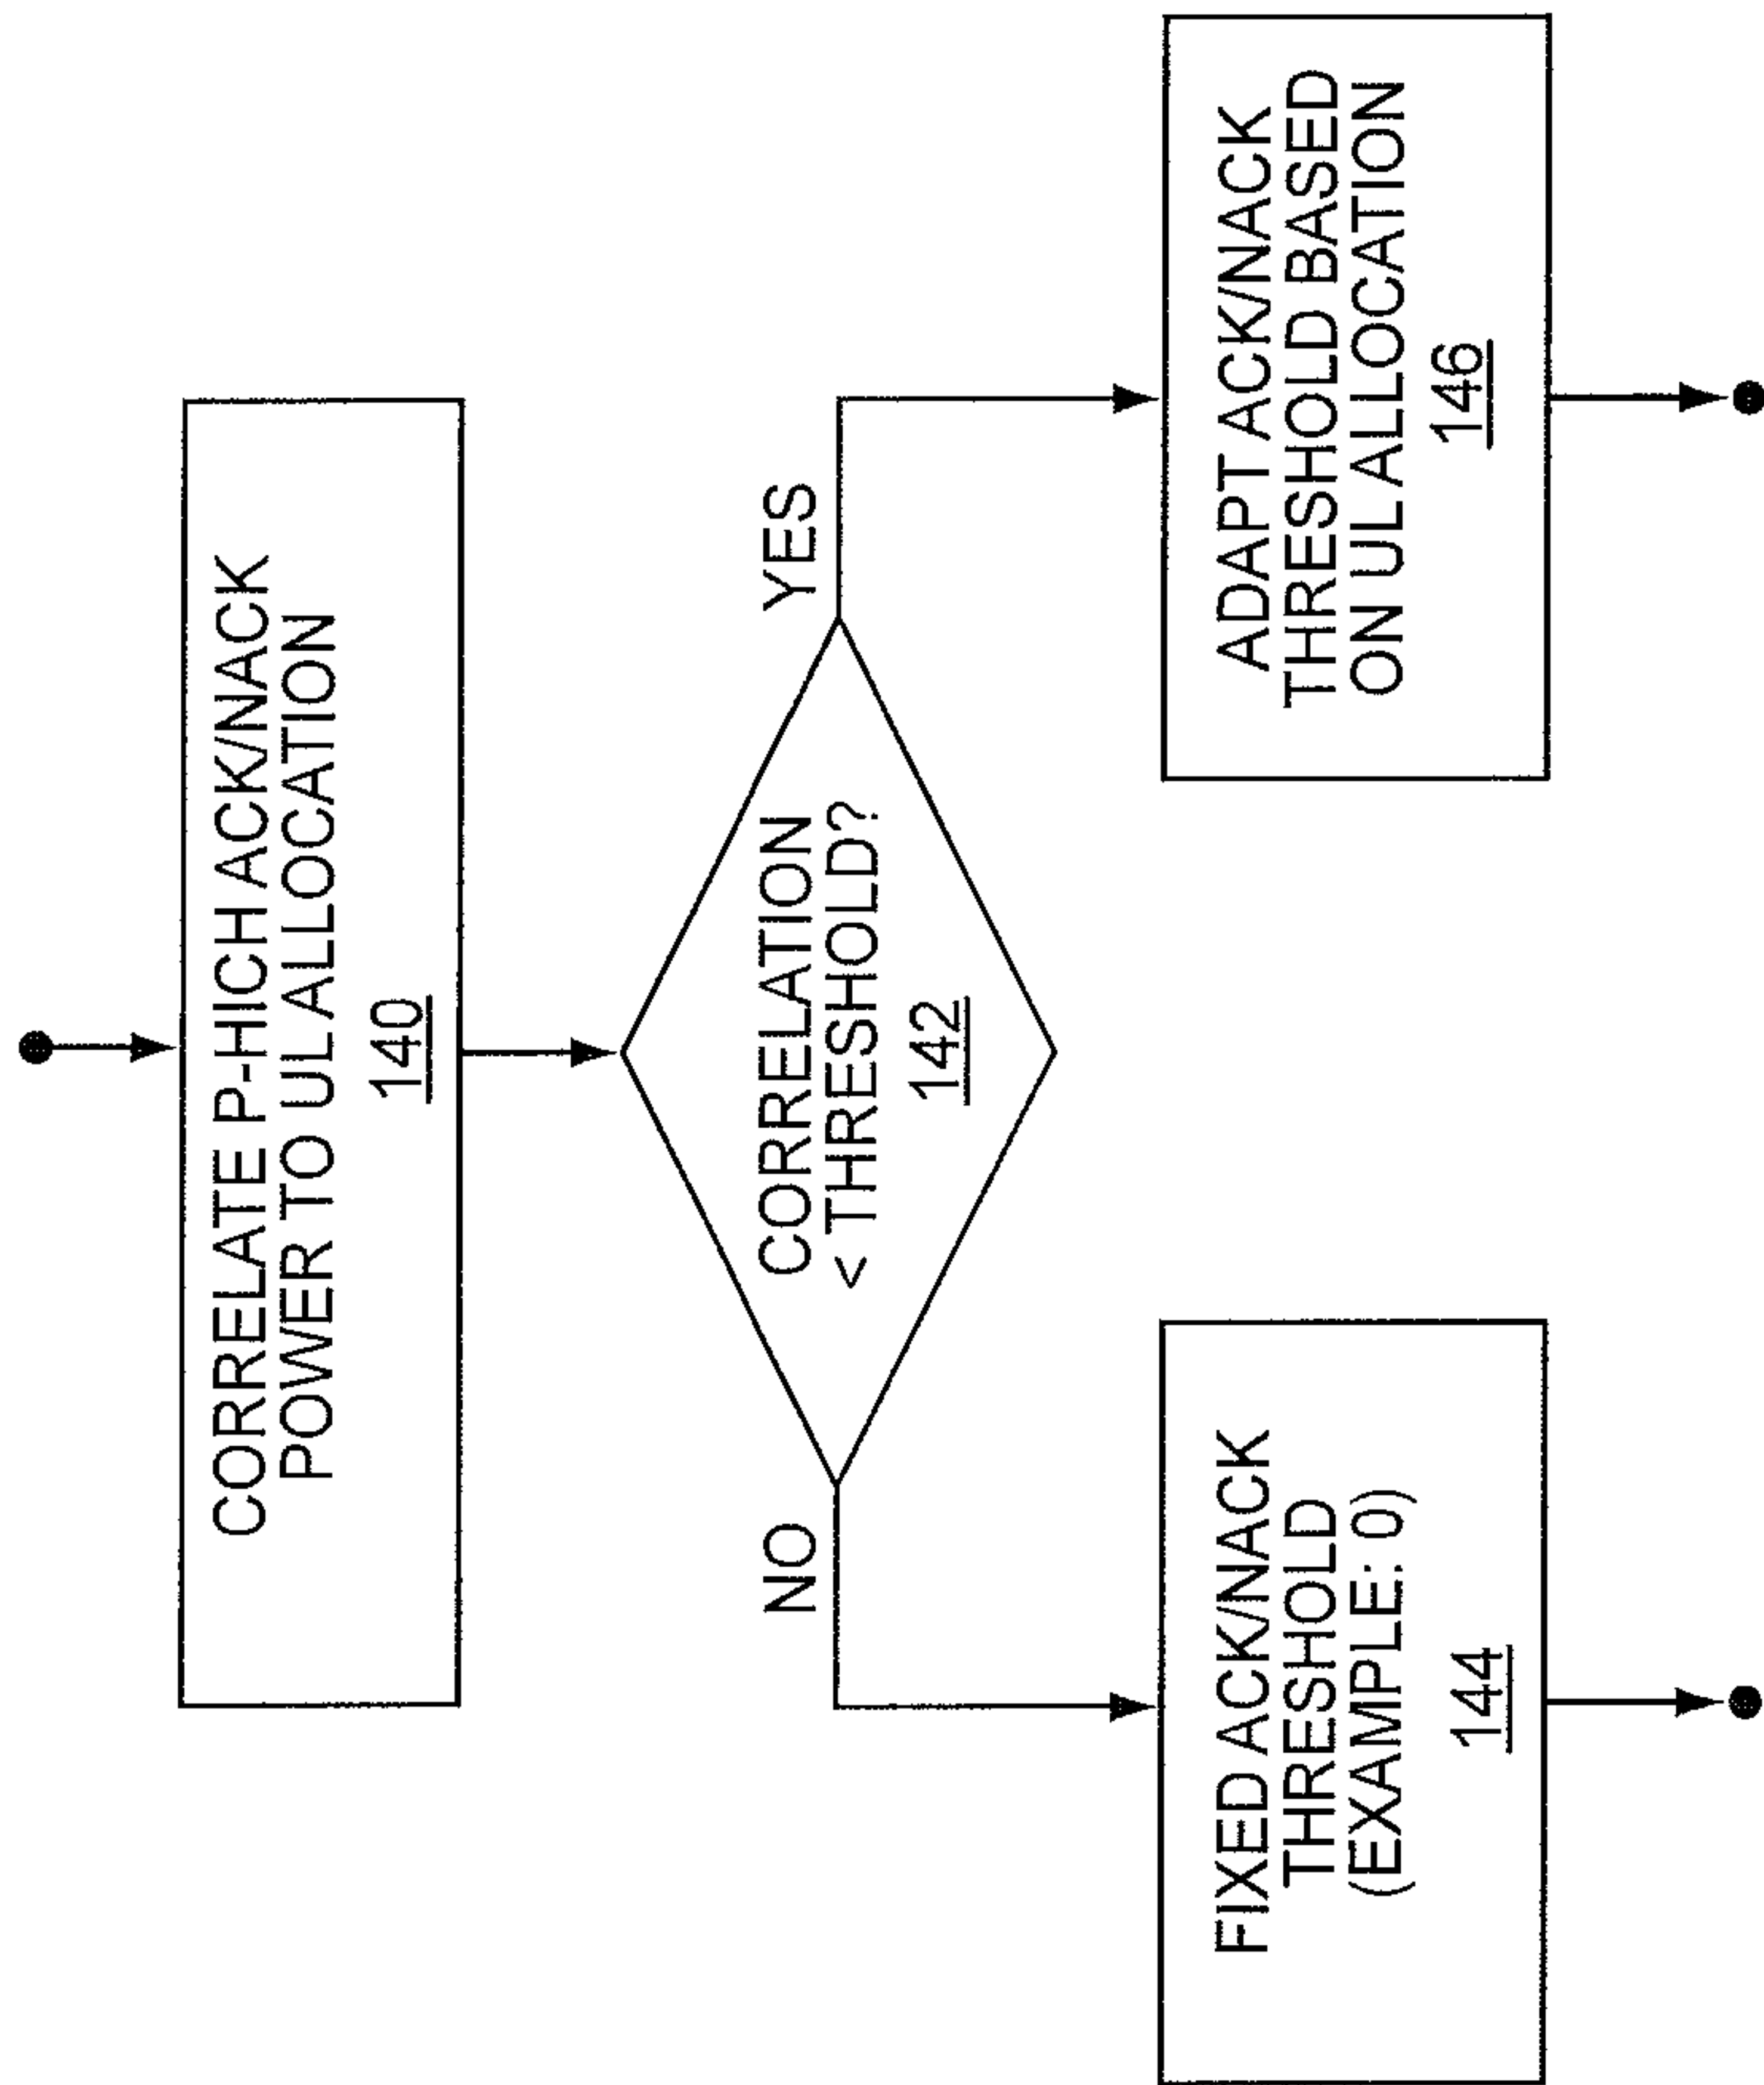 CORRELATE P-HICH ACK/NACK
POWER TO UL ALLOCATION
140
CORRELATION
< THRESHOLD?
142
NO
YES
FIXED ACK/NACK
THRESHOLD
(EXAMPLE: 0)
144
ADAPT ACK/NACK
THRESHOLD BASED
ON UL ALLOCATION
146